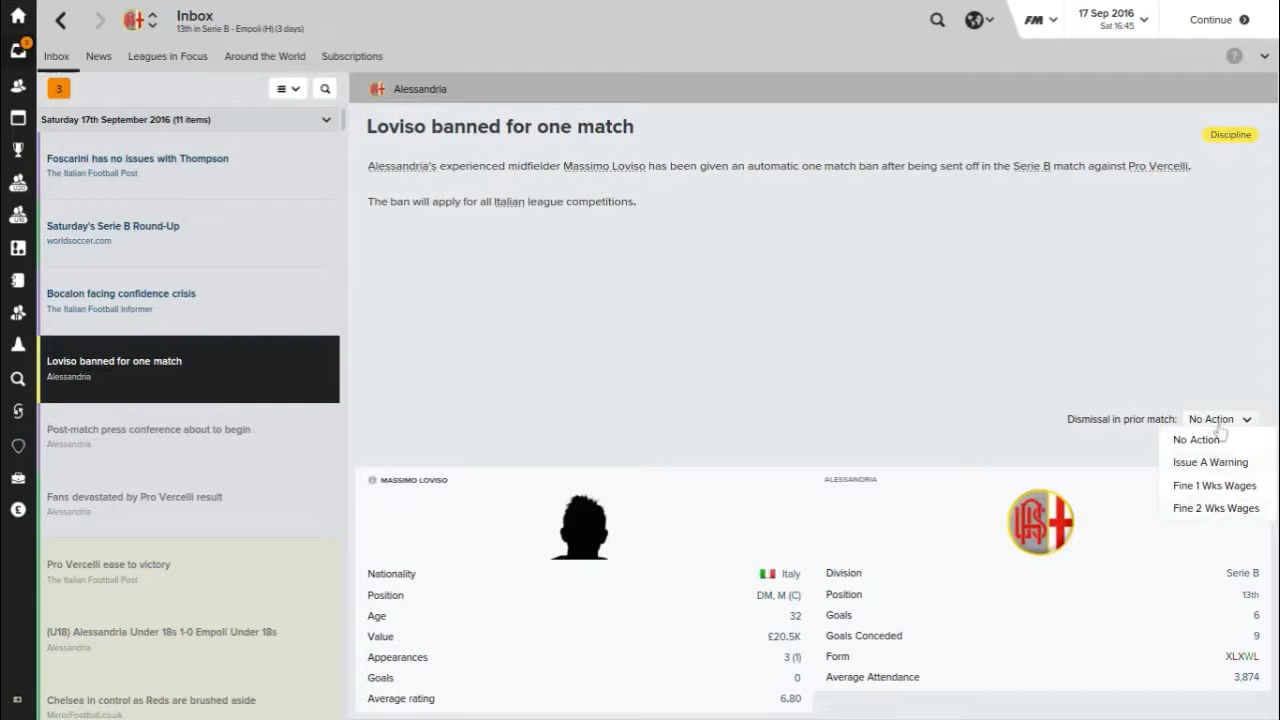 Inbox
13th in Serie B - Empoli (H) (3 days)
FM
17 Sep 2016
Sat 16:45
Continue
3
Inbox
News
Leagues in Focus
Around the World
Subscriptions
?
3
Saturday 17th September 2016 (11 items)
Foscarini has no issues with Thompson
The Italian Football Post
Saturday's Serie B Round-Up
worldsoccer.com
Bocalon facing confidence crisis
The Italian Football Informer
Loviso banned for one match
Alessandria
Post-match press conference about to begin
Alessandria
Fans devastated by Pro Vercelli result
Alessandria
Pro Vercelli ease to victory
The Italian Football Post
(U18) Alessandria Under 18s 1-0 Empoli Under 18s
Alessandria
Chelsea in control as Reds are brushed aside
MirrorFootball.co.uk
Alessandria
Loviso banned for one match
Discipline
Alessandria's experienced midfielder Massimo Loviso has been given an automatic one match ban after being sent off in the Serie B match against Pro Vercelli.
The ban will apply for all Italian league competitions.
Dismissal in prior match: No Action
No Action
Issue A Warning
Fine 1 Wks Wages
Fine 2 Wks Wages
MASSIMO LOVISO
Nationality Italy
Position DM, M (C)
Age 32
Value £20.5K
Appearances 3 (1)
Goals 0
Average rating 6.80
ALESSANDRIA
Division Serie B
Position 13th
Goals 6
Goals Conceded 9
Form XLXWL
Average Attendance 3,874